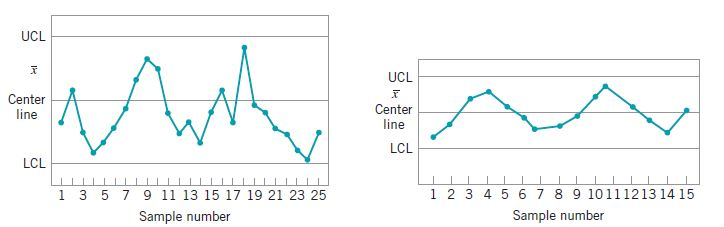 UCL
x̄
Center
line
LCL
1 3 5 7 9 11 13 15 17 19 21 23 25
Sample number
UCL
x̄
Center
line
LCL
1 2 3 4 5 6 7 8 9 10 11 12 13 14 15
Sample number